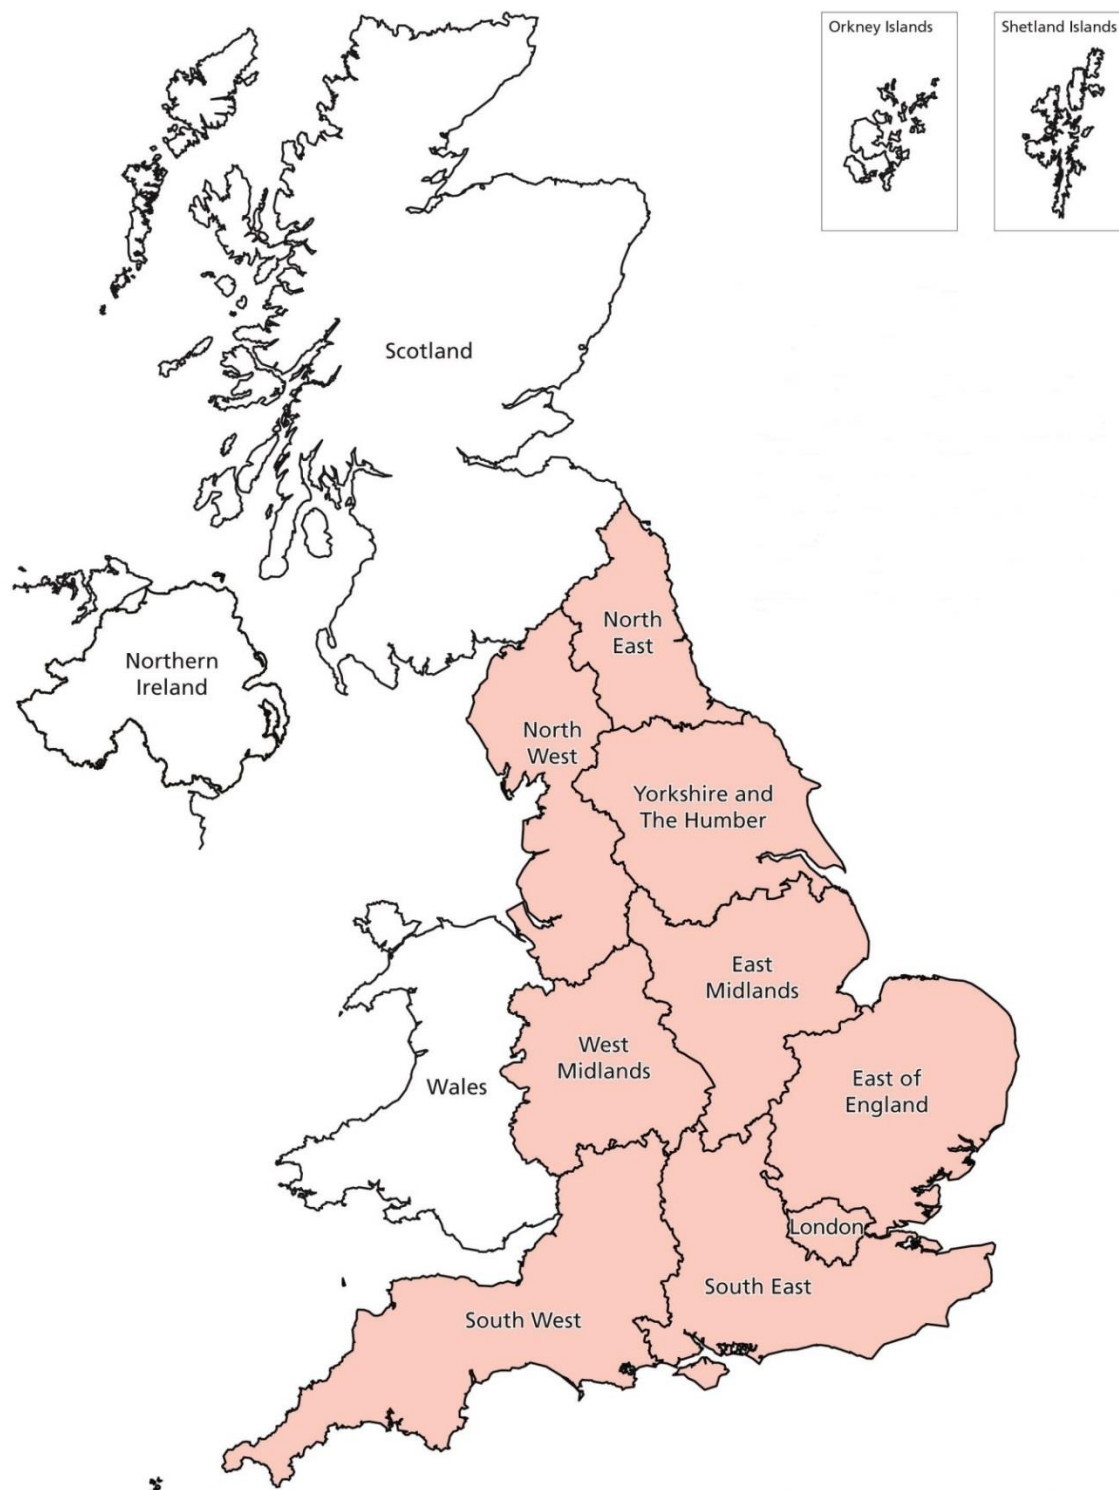 Orkney Islands
Shetland Islands
Scotland
North
East
Northern
Ireland
North
West
Yorkshire and
The Humber
East
Midlands
West
Midlands
Wales
East of
England
London
South East
South West